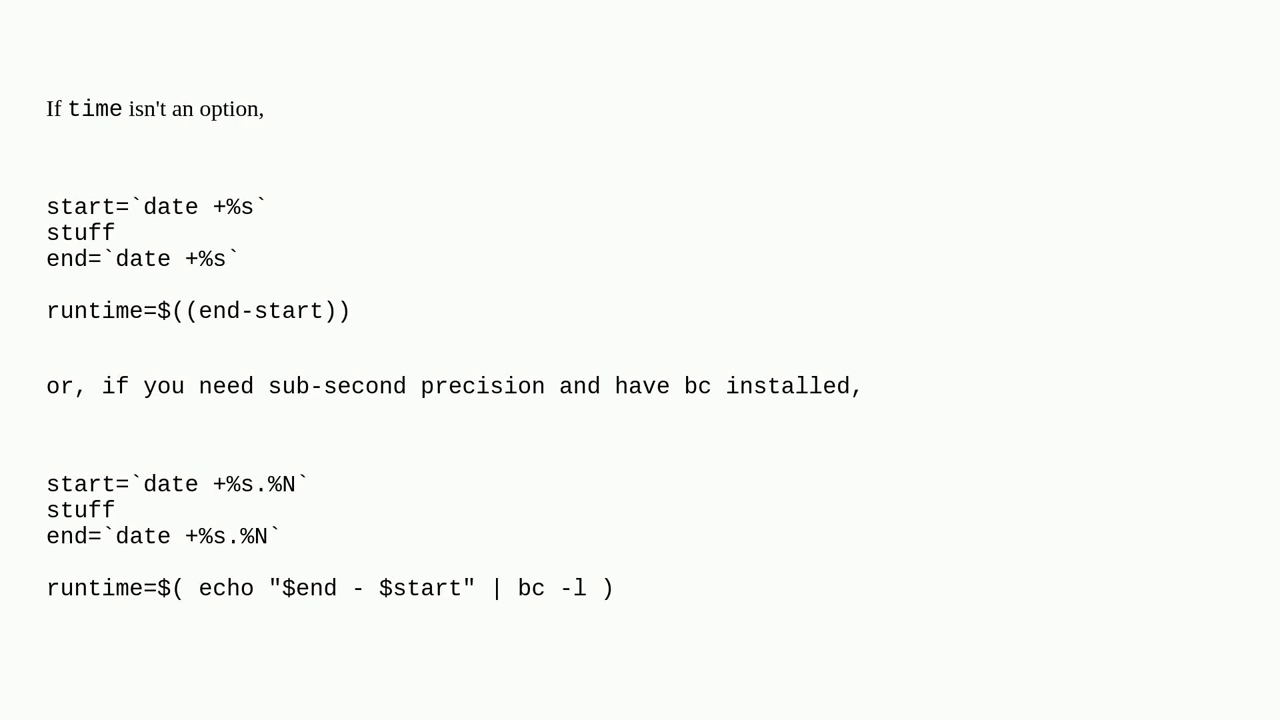 If time isn't an option,
start=`date +%s`
stuff
end=`date +%s`
runtime=$((end-start))
or, if you need sub-second precision and have bc installed,
start=`date +%s.%N`
stuff
end=`date +%s.%N`
runtime=$( echo "$end - $start" | bc -l )